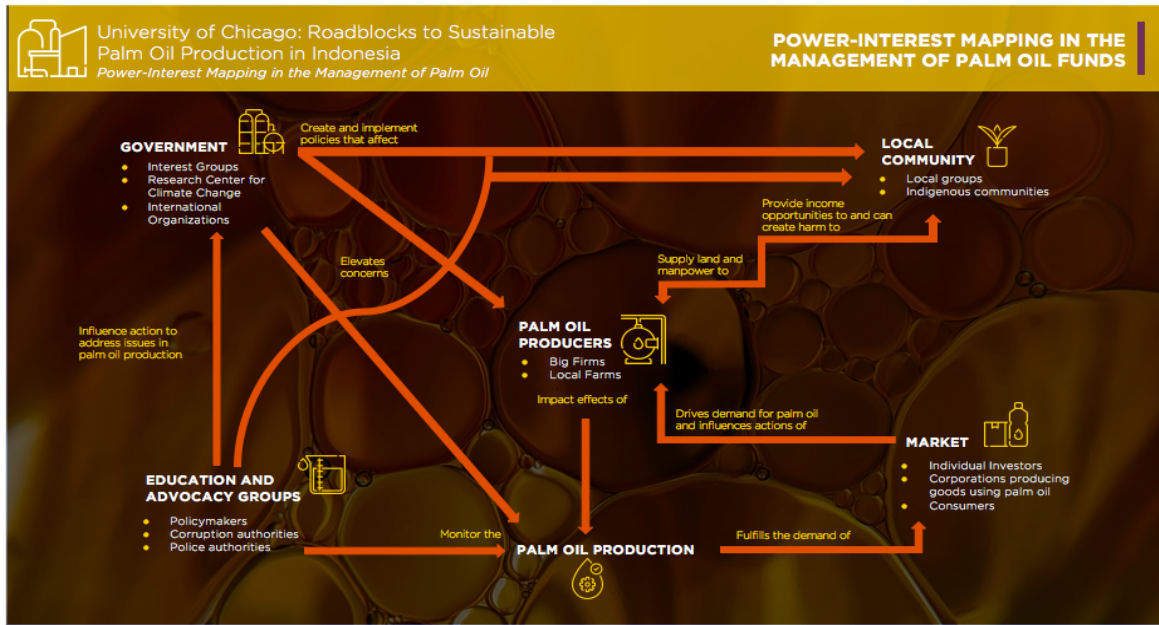 University of Chicago: Roadblocks to Sustainable
Palm Oil Production in Indonesia
Power-Interest Mapping in the Management of Palm Oil
POWER-INTEREST MAPPING IN THE
MANAGEMENT OF PALM OIL FUNDS
GOVERNMENT
Interest Groups
Research Center for
Climate Change
International
Organizations
Create and implement
policies that affect
LOCAL
COMMUNITY
Local groups
Indigenous communities
Provide income
opportunities to and can
create harm to
Elevates
concerns
Supply land and
manpower to
Influence action to
address issues in
palm oil production
PALM OIL
PRODUCERS
Big Firms
Local Farms
Impact effects of
Drives demand for palm oil
and influences actions of
MARKET
Individual Investors
Corporations producing
goods using palm oil
Consumers
EDUCATION AND
ADVOCACY GROUPS
Policymakers
Corruption authorities
Police authorities
Monitor the
PALM OIL PRODUCTION
Fulfills the demand of